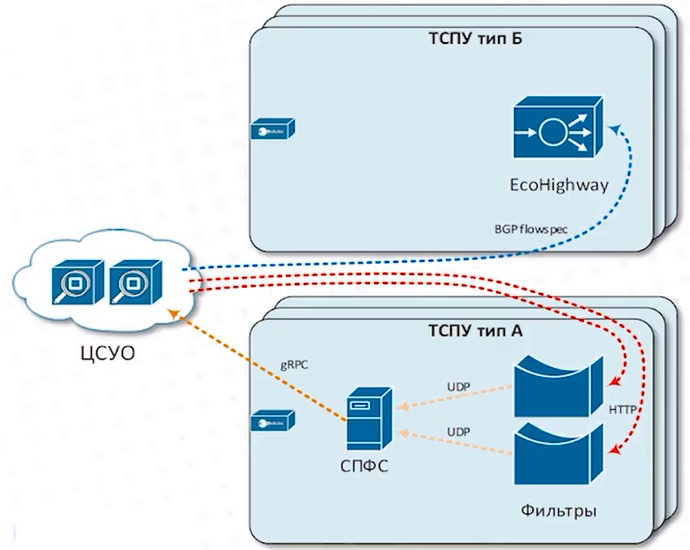 ТСПУ тип Б
EcoHighway
BGP flowspec
ЦСУО
ТСПУ тип А
gRPC
UDP
HTTP
UDP
СПФС
Фильтры